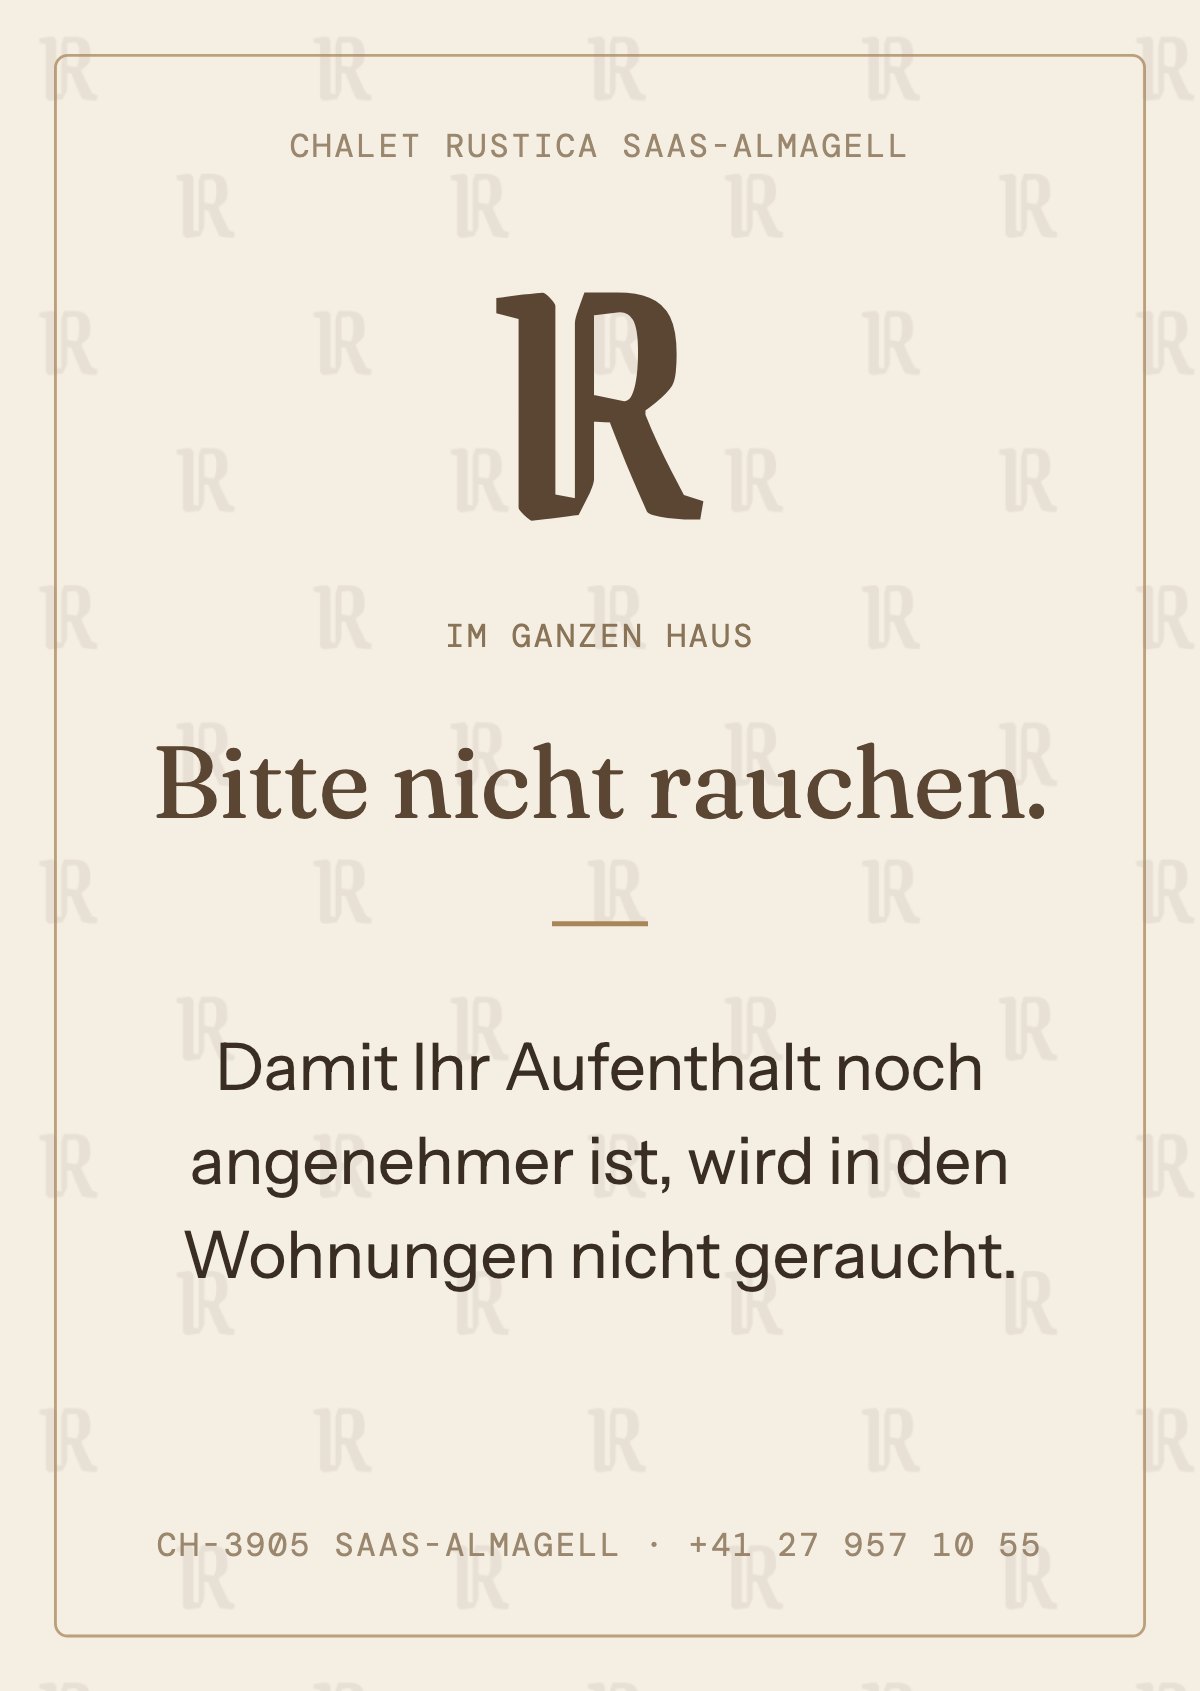 CHALET RUSTICA SAAS-ALMAGELL
R
IM GANZEN HAUS
Bitte nicht rauchen.
Damit Ihr Aufenthalt noch
angenehmer ist, wird in den
Wohnungen nicht geraucht.
CH-3905 SAAS-ALMAGELL · +41 27 957 10 55